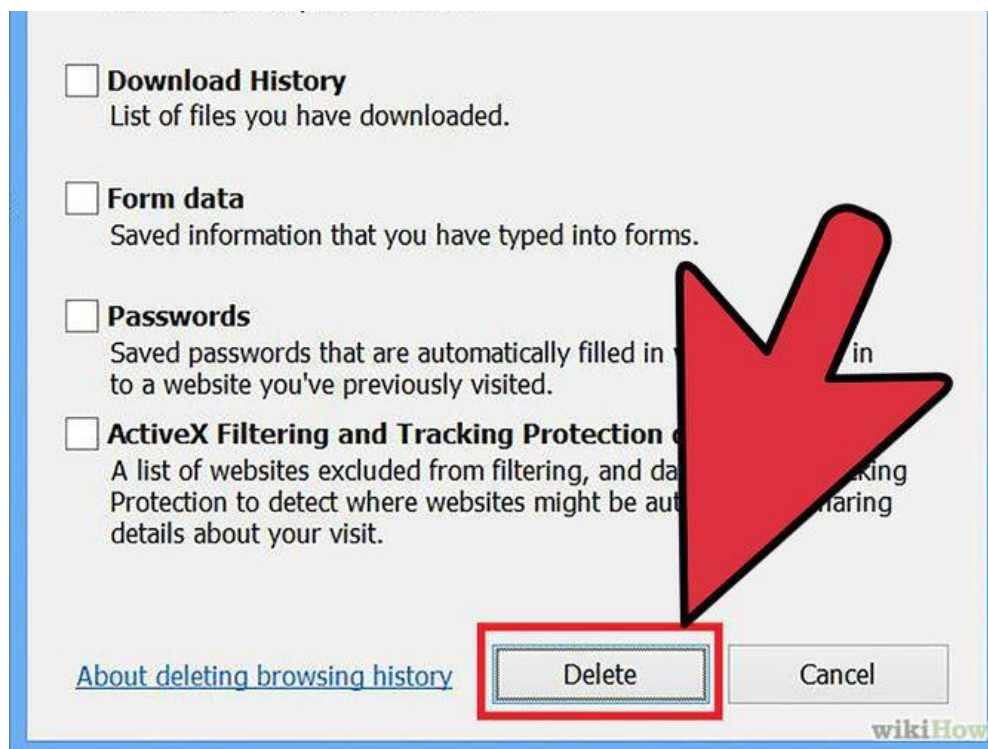 Download History
List of files you have downloaded.
Form data
Saved information that you have typed into forms.
Passwords
Saved passwords that are automatically filled in in
to a website you've previously visited.
ActiveX Filtering and Tracking Protection
A list of websites excluded from filtering, and
Protection to detect where websites might be
details about your visit.
About deleting browsing history
Delete
Cancel
wikiHow